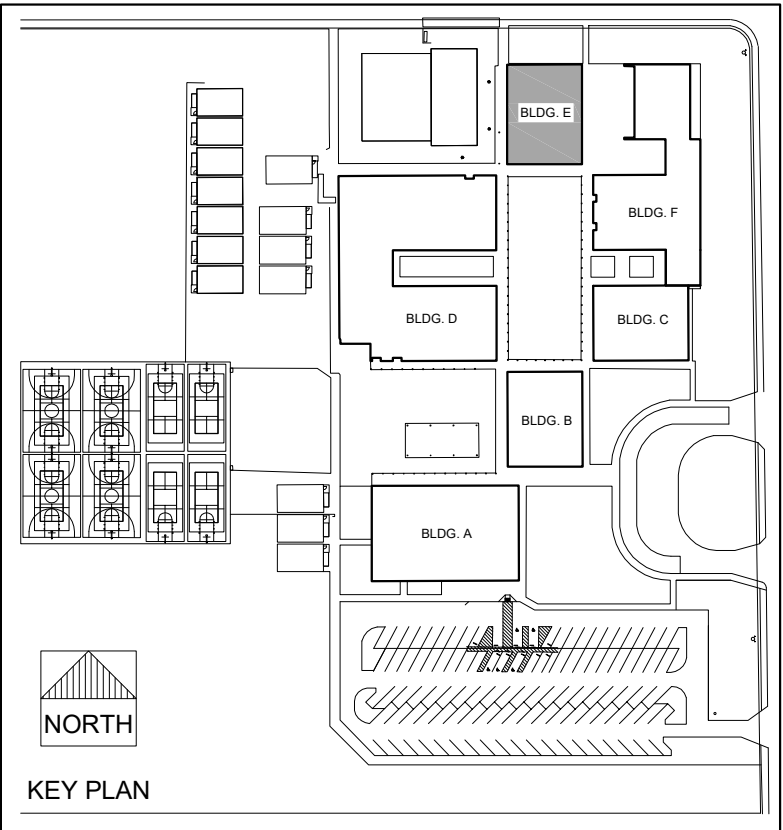 BLDG. E
BLDG. F
BLDG. D
BLDG. C
BLDG. B
BLDG. A
NORTH
KEY PLAN